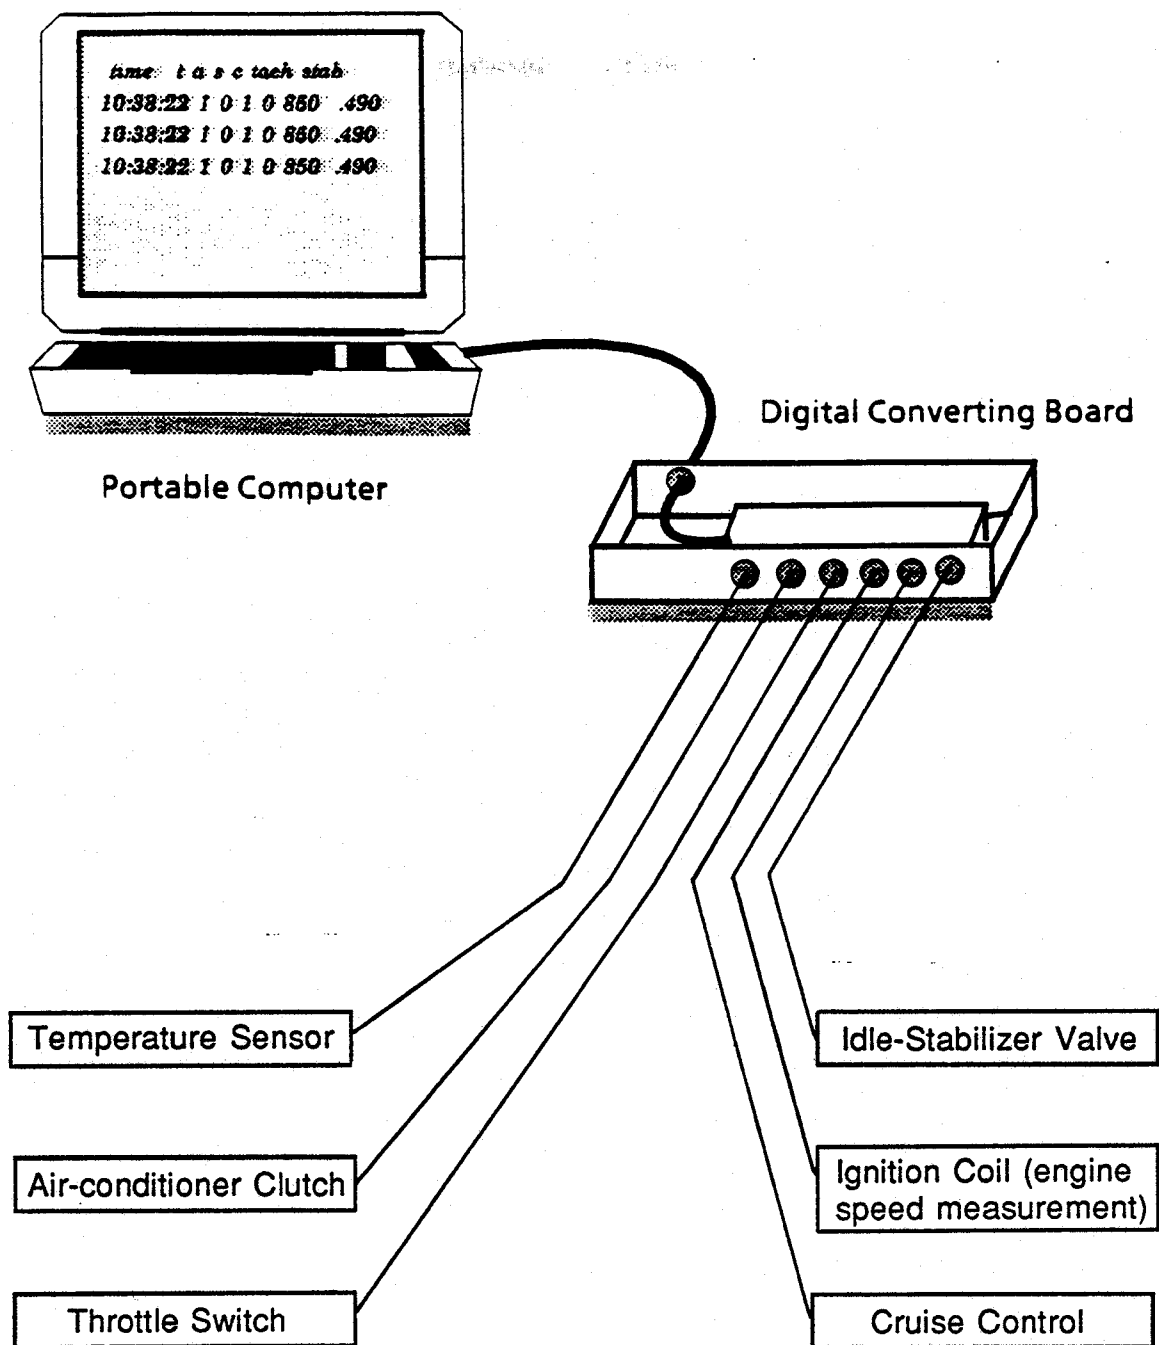 time t a s c tach stab
10:38:22 1 0 1 0 850 .490
10:38:22 1 0 1 0 850 .490
10:38:22 1 0 1 0 850 .490
Digital Converting Board
Portable Computer
Temperature Sensor
Idle-Stabilizer Valve
Air-conditioner Clutch
Ignition Coil (engine
speed measurement)
Throttle Switch
Cruise Control